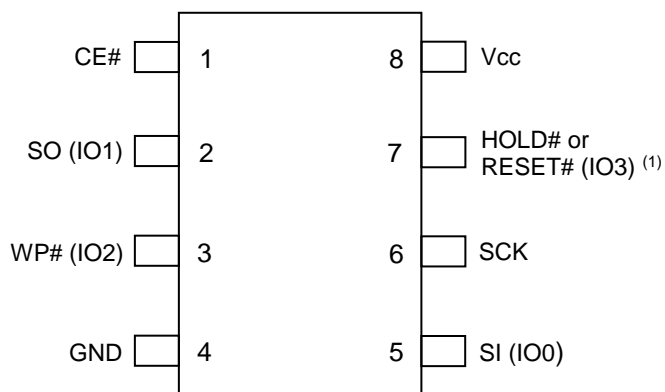 CE# 1 8 Vcc
SO (IO1) 2 7 HOLD# or
RESET# (IO3) (1)
WP# (IO2) 3 6 SCK
GND 4 5 SI (IO0)